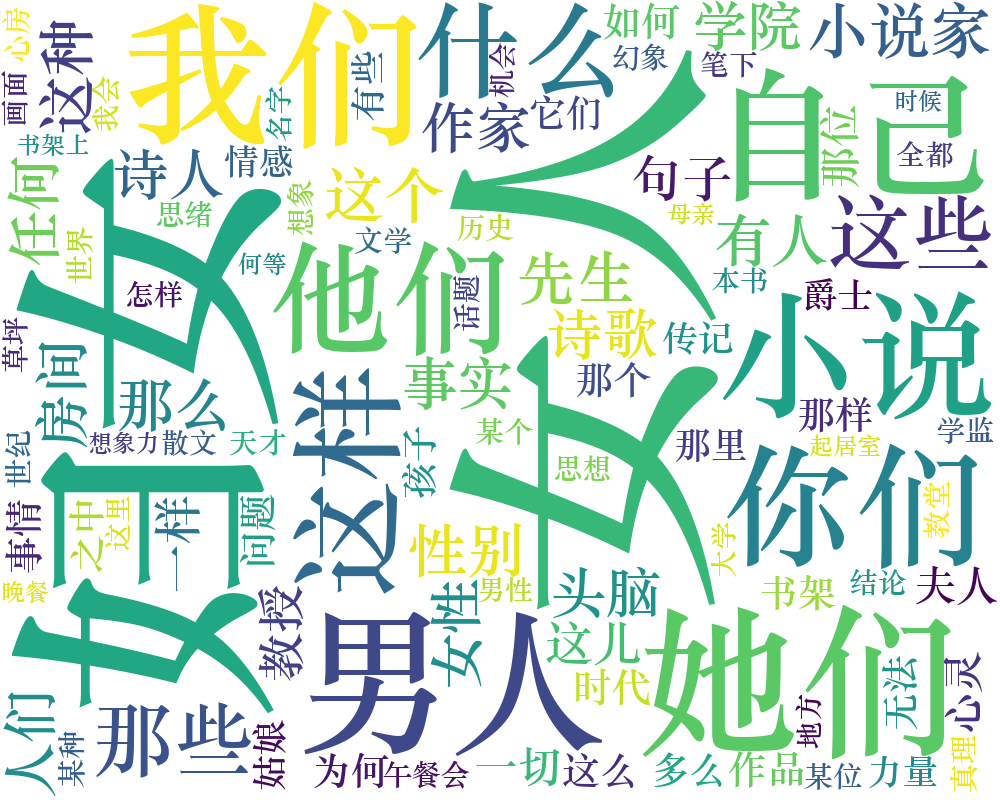 心房
这种
我们
什么
如何
学院
小说家
画面
我会
名字
有些
作家
机会
它们
幻象
笔下
时候
书架上
诗人
情感
这个
女人
句子
自己
那位
全都
任何
世界
思绪
想象
文学
历史
母亲
有人
这些
何等
怎样
他们
话题
先生
本书
爵士
草坪
妇女
房间
那么
这样
事实
诗歌
传记
小说
那个
那样
那里
学监
想象力
散文
天才
孩子
某个
思想
起居室
世纪
事情
之中
这里
一样
问题
性别
你们
大学
教堂
晚餐
教授
女性
男性
头脑
书架
结论
夫人
男人
这儿
时代
她们
无法
心灵
人们
某种
那些
姑娘
为何
午餐会
一切
这么
多么
作品
地方
某位
力量
真理